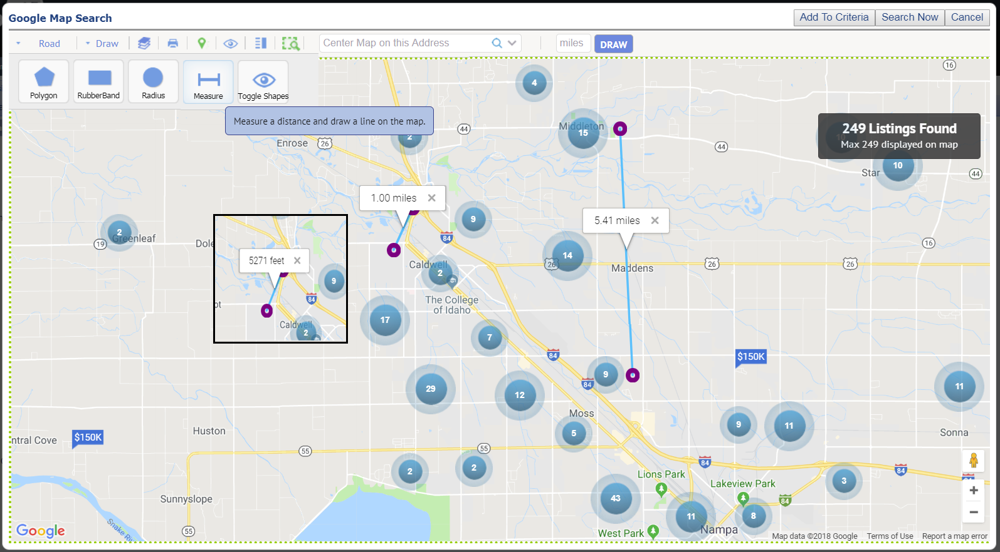 Google Map Search
Add To Criteria
Search Now
Cancel
Road
Draw
Center Map on this Address
miles
DRAW
Polygon
RubberBand
Radius
Measure
Toggle Shapes
Measure a distance and draw a line on the map.
249 Listings Found
Max 249 displayed on map
10
16
4
Middleton
15
44
2
Enrose
26
44
Star
10
44
1.00 miles
9
84
5.41 miles
2
Greenleaf
19
Dole
16
5271 feet
9
84
ot
Caldwell
2
Caldwell
2
14
26
Maddens
26
26
The College
of Idaho
17
7
84
$150K
9
84
29
12
11
Moss
5
9
11
Sonna
Huston
$150K
ntral Cove
55
55
2
2
84
84
84
Lions Park
Lakeview Park
3
Sunnyslope
43
84
11
8
Nampa
West Park
55
Snake Riv
Google
Map data ©2018 Google
Terms of Use
Report a map error